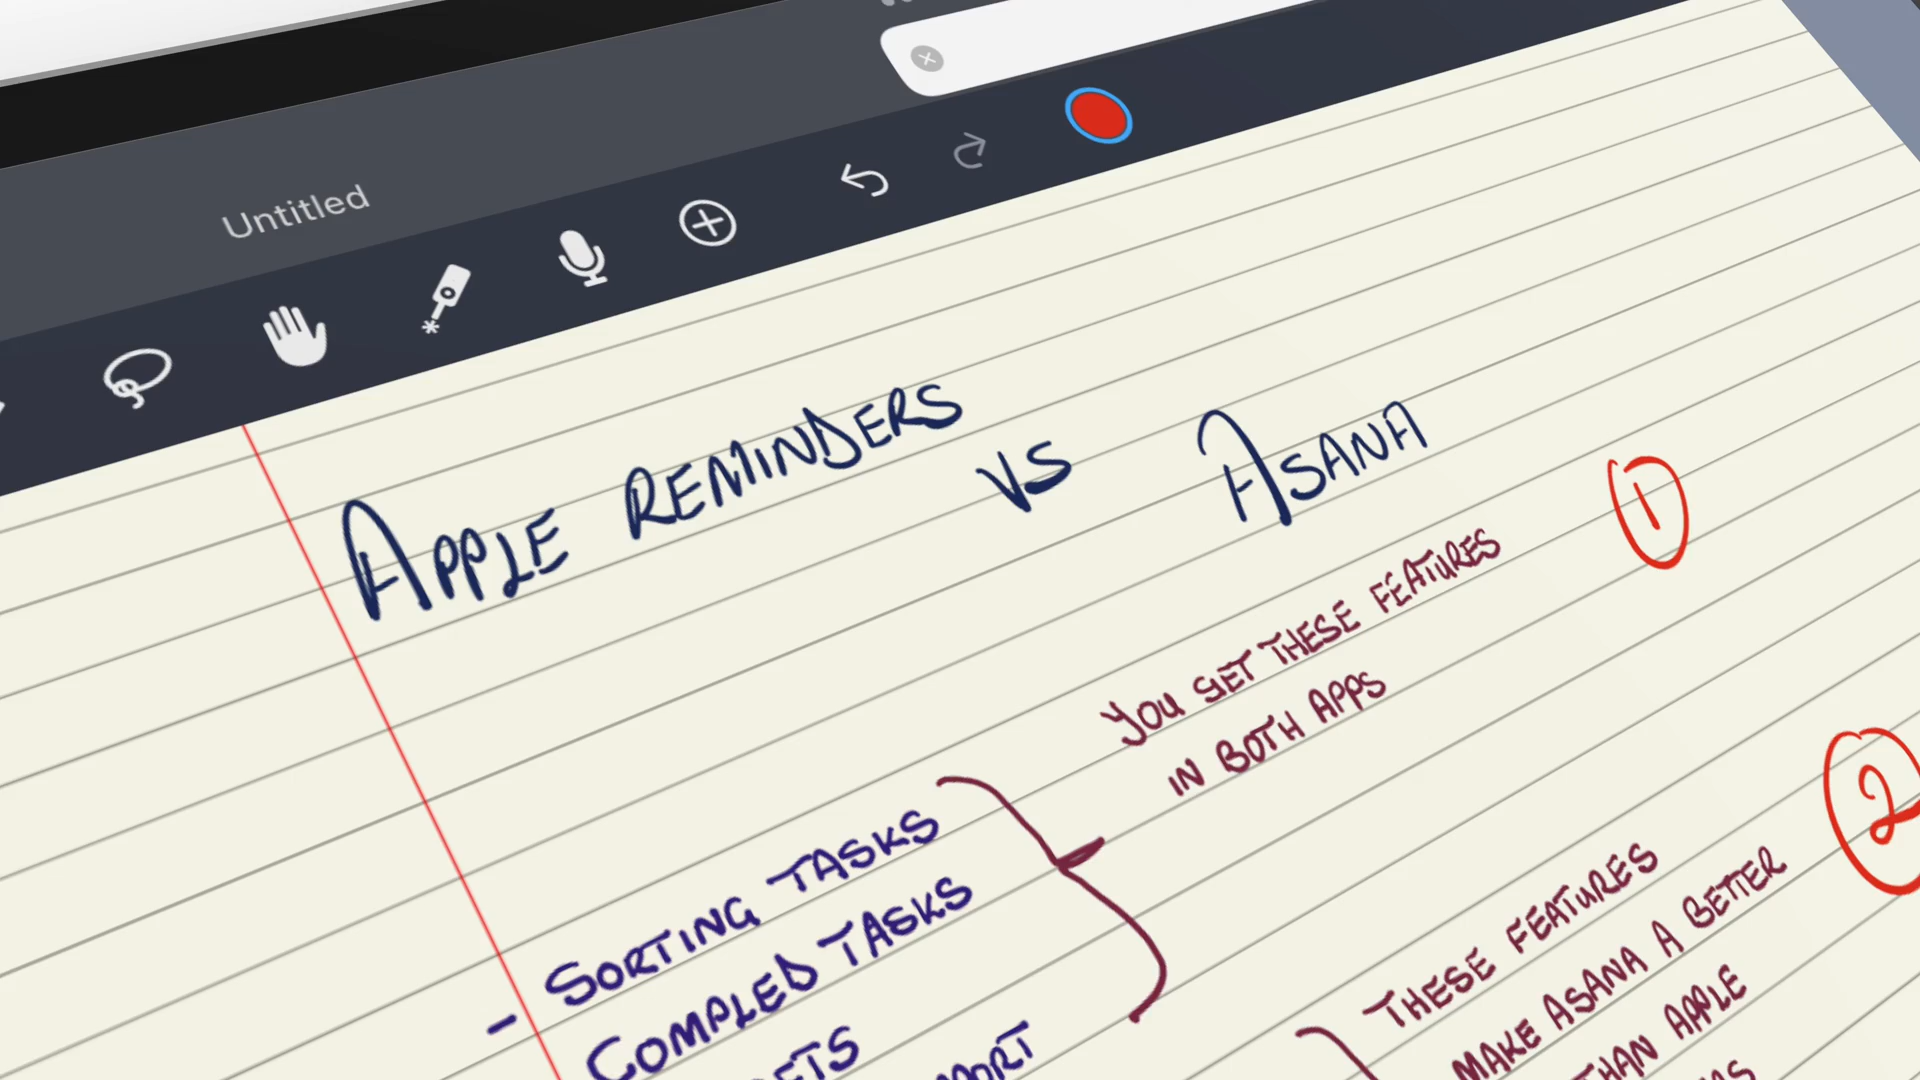 Untitled
APPLE REMINDERS VS ASANA
1
YOU GET THESE FEATURES
IN BOTH APPS
- SORTING TASKS
COMPLED TASKS
2
THESE FEATURES
MAKE ASANA A BETTER
THAN APPLE